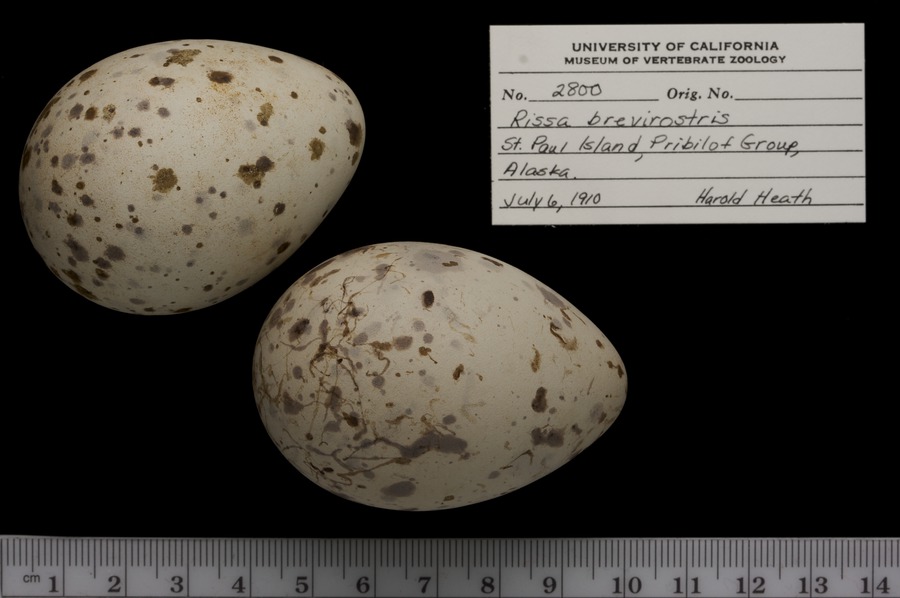 UNIVERSITY OF CALIFORNIA
MUSEUM OF VERTEBRATE ZOOLOGY
No. 2800 Orig. No.
Rissa brevirostris
St. Paul Island, Pribilof Group,
Alaska.
July 6, 1910 Harold Heath
cm 1 2 3 4 5 6 7 8 9 10 11 12 13 14